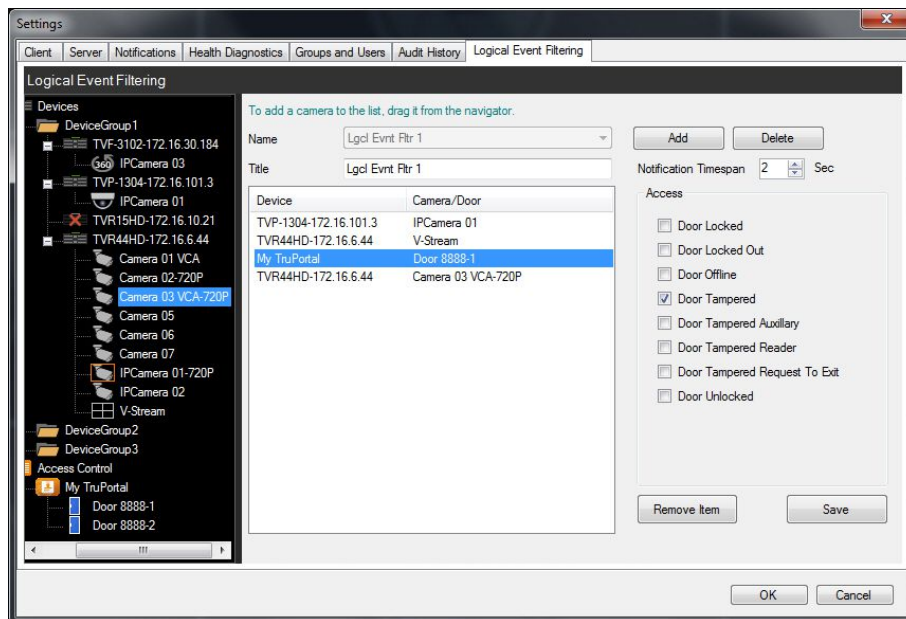 Settings
Client Server Notifications Health Diagnostics Groups and Users Audit History Logical Event Filtering
Logical Event Filtering
Devices
DeviceGroup1
TVF-3102-172.16.30.184
360 IPCamera 03
TVP-1304-172.16.101.3
IPCamera 01
TVR15HD-172.16.10.21
TVR44HD-172.16.6.44
Camera 01 VCA
Camera 02-720P
Camera 03 VCA-720P
Camera 05
Camera 06
Camera 07
IPCamera 01-720P
IPCamera 02
V-Stream
DeviceGroup2
DeviceGroup3
Access Control
My TruPortal
Door 8888-1
Door 8888-2
To add a camera to the list, drag it from the navigator.
Name Lgcl Evnt Fltr 1
Title Lgcl Evnt Fltr 1
Device Camera/Door
TVP-1304-172.16.101.3 IPCamera 01
TVR44HD-172.16.6.44 V-Stream
My TruPortal Door 8888-1
TVR44HD-172.16.6.44 Camera 03 VCA-720P
Add Delete
Notification Timespan 2 Sec
Access
Door Locked
Door Locked Out
Door Offline
Door Tampered
Door Tampered Auxillary
Door Tampered Reader
Door Tampered Request To Exit
Door Unlocked
Remove Item Save
OK Cancel